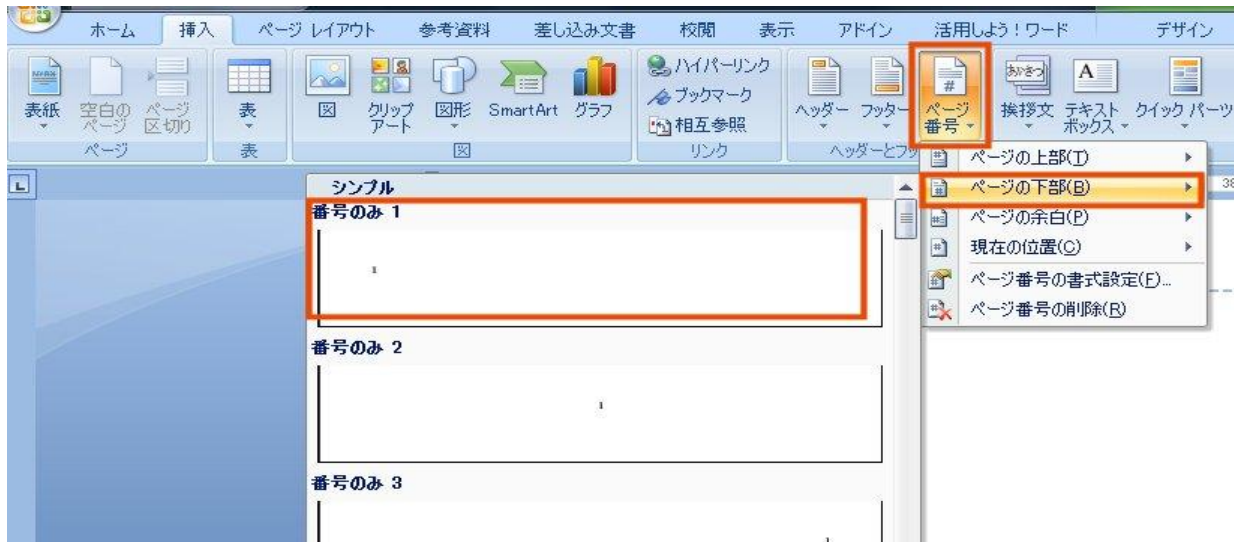 ホーム 挿入 ページ レイアウト 参考資料 差し込み文書 校閲 表示 アドイン 活用しよう!ワード デザイン
表紙 空白の ページ ページ 区切り 表 図 クリップ アート 図形 SmartArt グラフ
ハイパーリンク
ブックマーク
相互参照
ヘッダー フッター ページ 番号 挨拶文 テキスト ボックス クイック パーツ
ページ 表 図 リンク ヘッダーとフッ
ページの上部(T)
ページの下部(B)
ページの余白(P)
現在の位置(C)
ページ番号の書式設定(F)...
ページ番号の削除(R)
38
シンプル
番号のみ 1
1
番号のみ 2
1
番号のみ 3